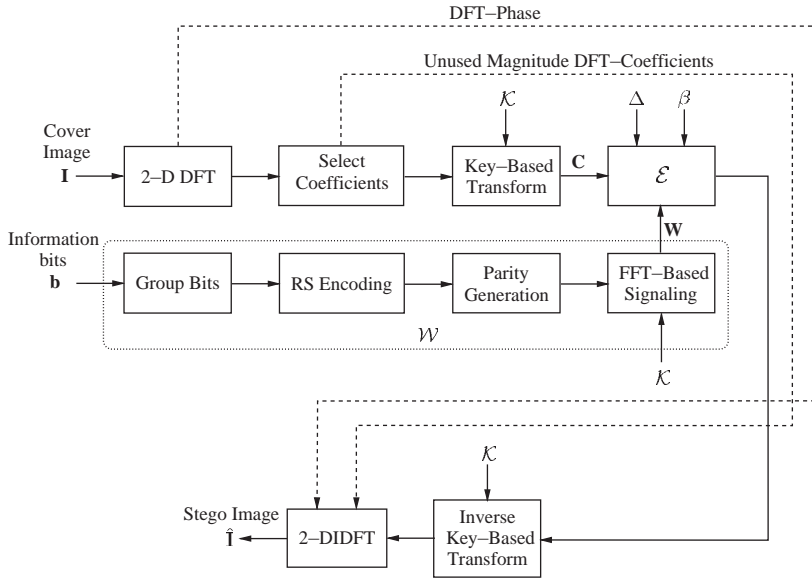 DFT–Phase
Unused Magnitude DFT–Coefficients
𝒦
Δ
β
Cover
Image
I
2–D DFT
Select
Coefficients
Key–Based
Transform
C
ℰ
W
Information
bits
b
Group Bits
RS Encoding
Parity
Generation
FFT–Based
Signaling
𝒲
𝒦
𝒦
Stego Image
Î
2–DIDFT
Inverse
Key–Based
Transform